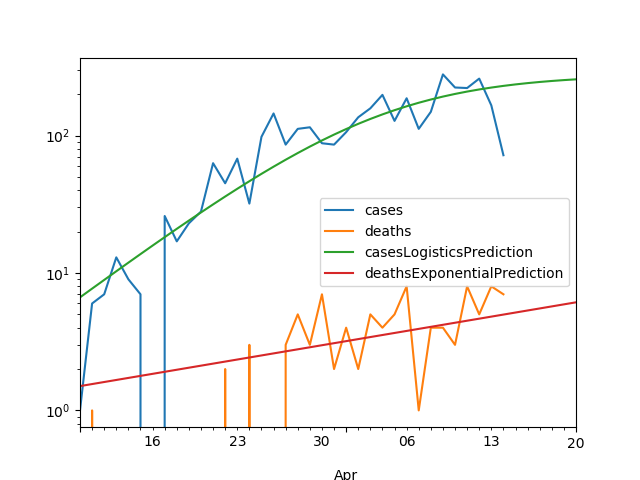 10²
10¹
10⁰
cases
deaths
casesLogisticsPrediction
deathsExponentialPrediction
16 23 30 06 13 20
Apr